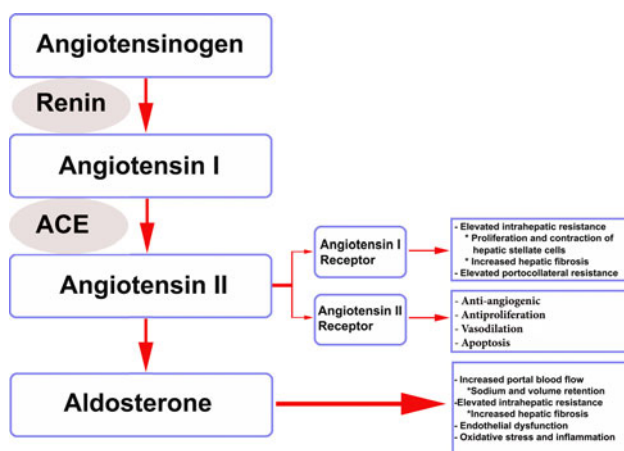 Angiotensinogen
Renin
Angiotensin I
ACE
Angiotensin II
Angiotensin I
Receptor
- Elevated intrahepatic resistance
* Proliferation and contraction of
hepatic stellate cells
* Increased hepatic fibrosis
- Elevated portocollateral resistance
Angiotensin II
Receptor
- Anti-angiogenic
- Antiproliferation
- Vasodilation
- Apoptosis
Aldosterone
- Increased portal blood flow
*Sodium and volume retention
-Elevated intrahepatic resistance
*Increased hepatic fibrosis
- Endothelial dysfunction
- Oxidative stress and inflammation